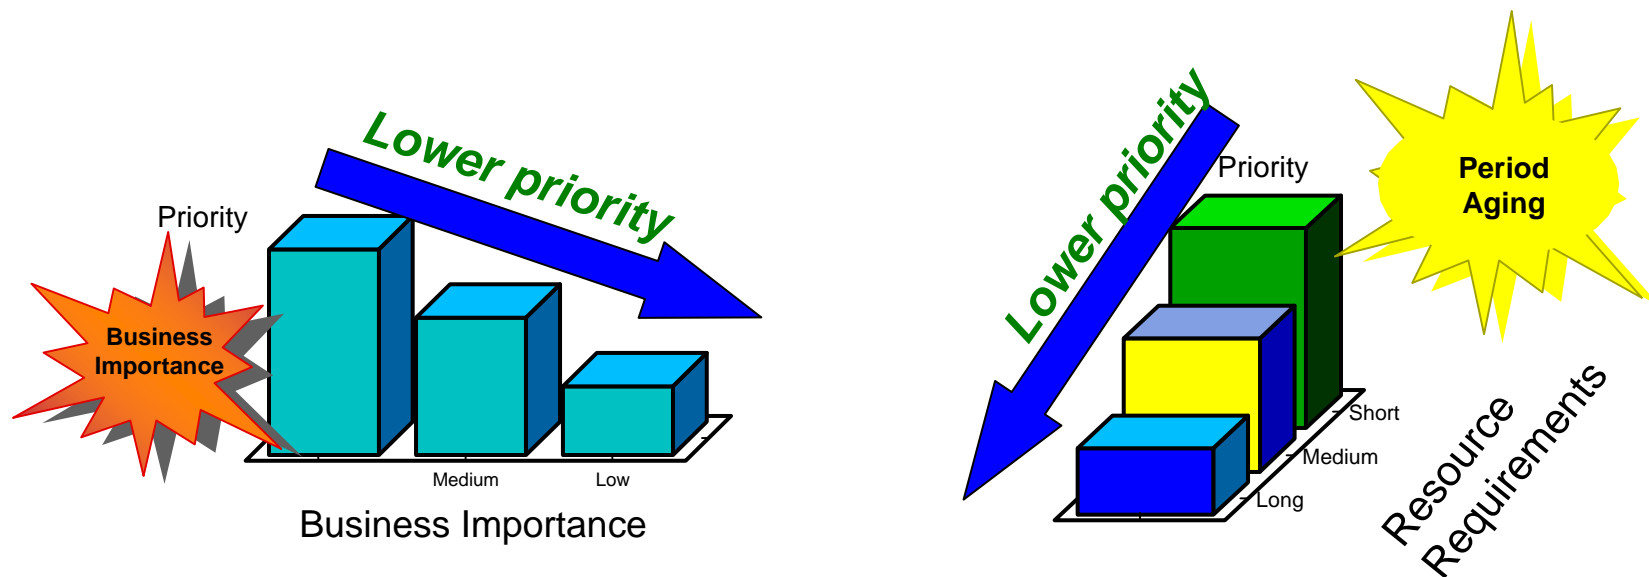 Lower priority
Priority
Business
Importance
Medium
Low
Business Importance
Lower priority
Priority
Period
Aging
Short
Medium
Long
Resource
Requirements